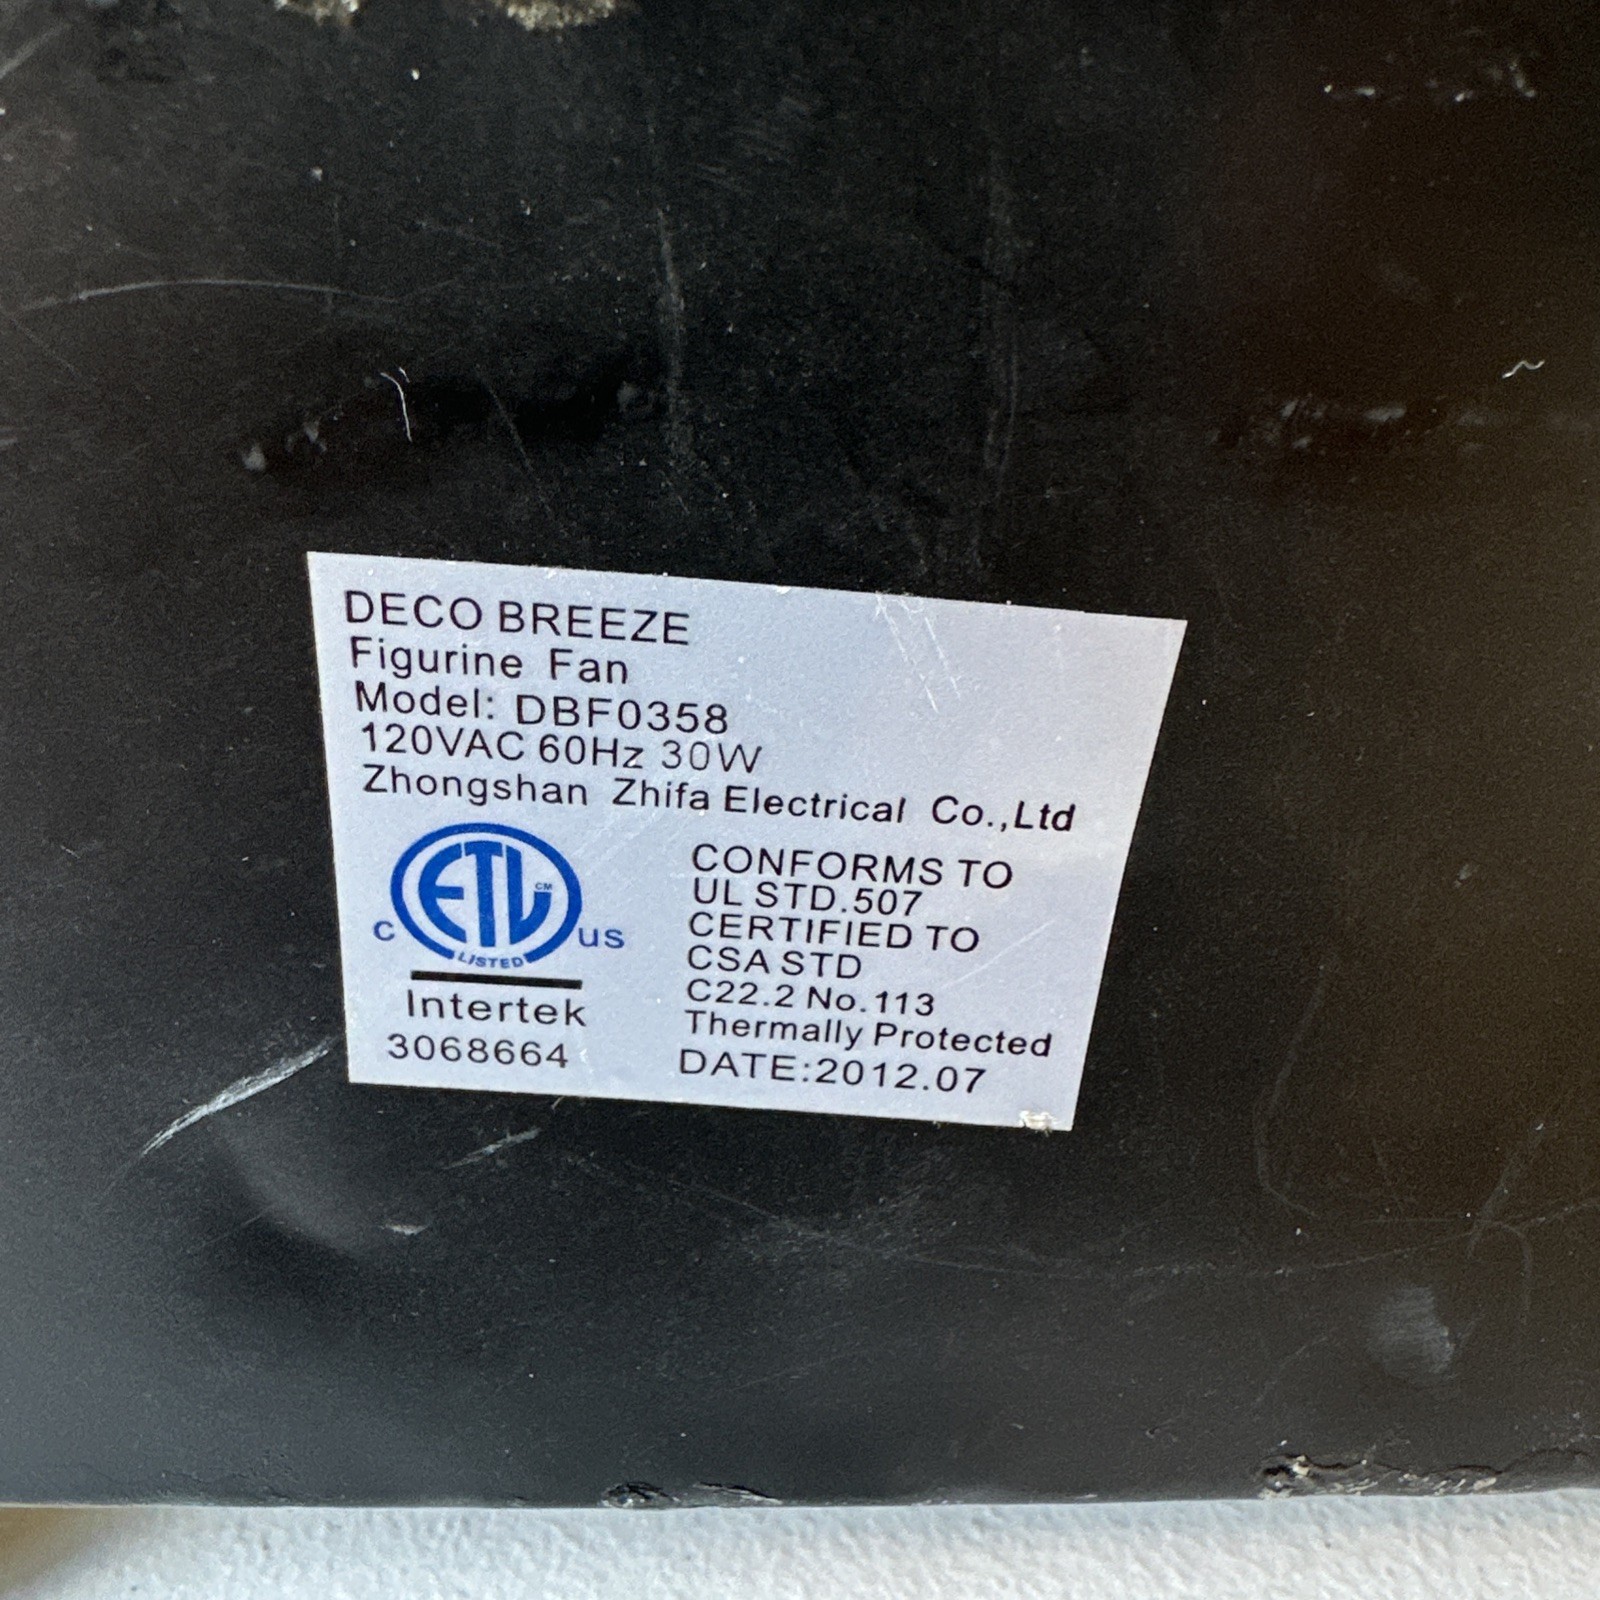 DECO BREEZE
Figurine Fan
Model: DBF0358
120VAC 60Hz 30W
Zhongshan Zhifa Electrical Co.,Ltd
ETL CM
C US
LISTED
Intertek
3068664
CONFORMS TO
UL STD.507
CERTIFIED TO
CSA STD
C22.2 No.113
Thermally Protected
DATE:2012.07